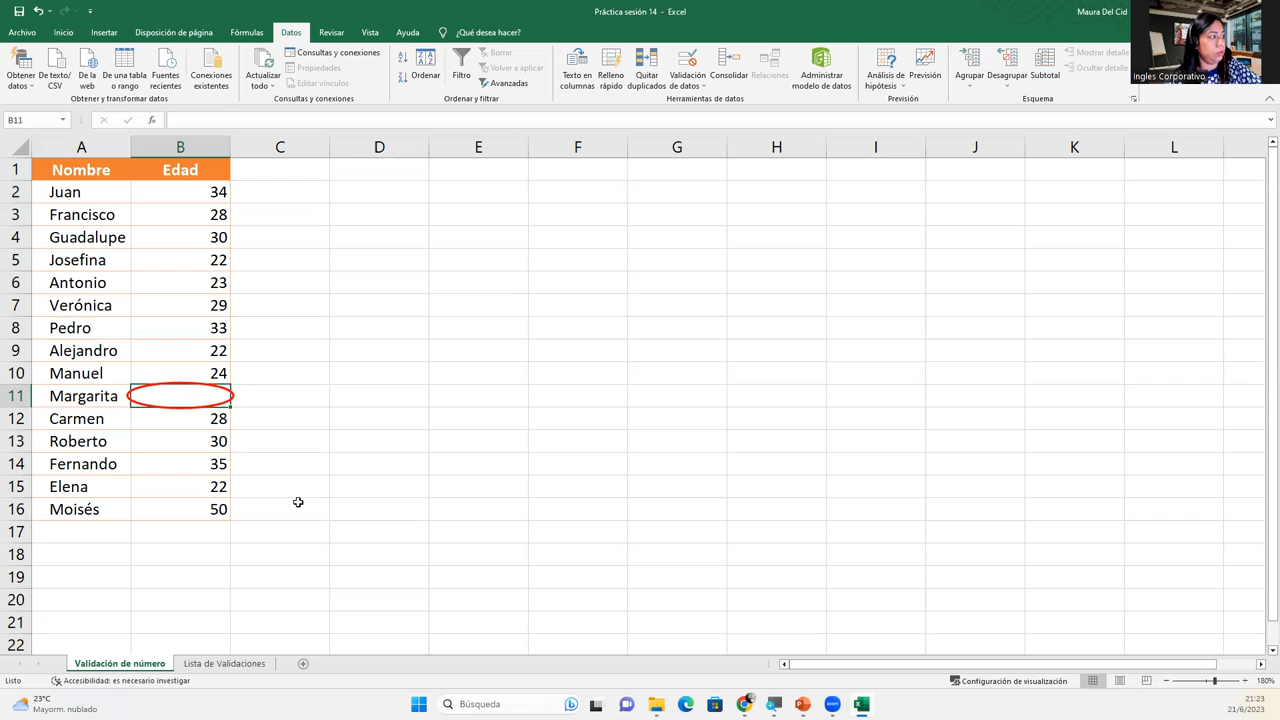 Práctica sesión 14 - Excel
Maura Del Cid
Archivo Inicio Insertar Disposición de página Fórmulas Datos Revisar Vista Ayuda ¿Qué desea hacer?
Obtener datos
De texto/CSV
De la web
De una tabla o rango
Fuentes recientes
Conexiones existentes
Obtener y transformar datos
Actualizar todo
Consultas y conexiones
Propiedades
Editar vínculos
Consultas y conexiones
Ordenar
Filtro
Borrar
Volver a aplicar
Avanzadas
Ordenar y filtrar
Texto en columnas
Relleno rápido
Quitar duplicados
Validación de datos
Consolidar
Relaciones
Administrar modelo de datos
Herramientas de datos
Análisis de hipótesis
Previsión
Previsión
Agrupar
Desagrupar
Subtotal
Mostrar detalle
Ocultar detalle
Esquema
Ingles Corporativo
B11
fx
A B C D E F G H I J K L
1 Nombre Edad
2 Juan 34
3 Francisco 28
4 Guadalupe 30
5 Josefina 22
6 Antonio 23
7 Verónica 29
8 Pedro 33
9 Alejandro 22
10 Manuel 24
11 Margarita
12 Carmen 28
13 Roberto 30
14 Fernando 35
15 Elena 22
16 Moisés 50
17
18
19
20
21
22
Validación de número Lista de Validaciones
Listo Accesibilidad: es necesario investigar Configuración de visualización 180%
23°C
Mayorm. nublado
Búsqueda
zoom
21:23
21/6/2023